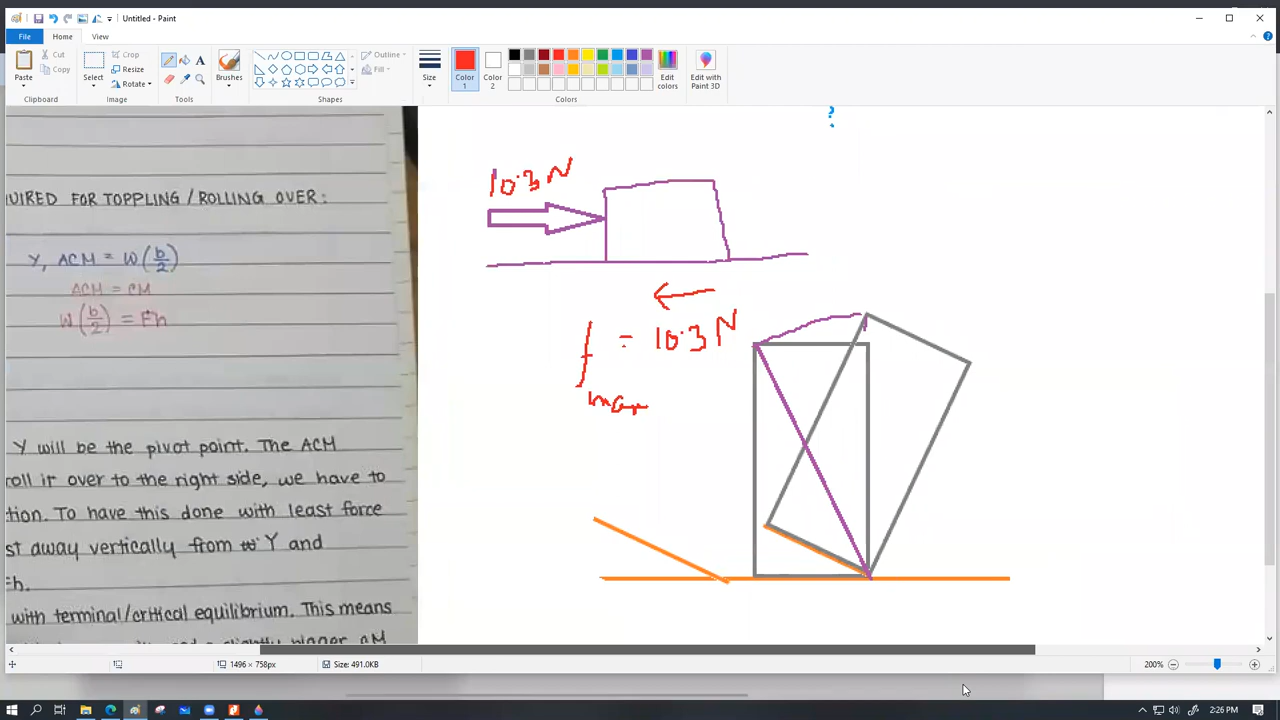 Untitled - Paint
File
Home
View
Paste
Cut
Copy
Clipboard
Select
Crop
Resize
Rotate
Image
Tools
Brushes
Shapes
Outline
Fill
Size
Color 1
Color 2
Edit colors
Edit with Paint 3D
Colors
?
UIRED FOR TOPPLING / ROLLING OVER:
Y, ACM = W(b/2)
ACM = CM
W(b/2) = Fh
Y will be the pivot point. The ACM
roll it over to the right side, we have to
tion. To have this done with least force
st away vertically from Y and
Fh.
with terminal/critical equilibrium. This means
slightly bigger
10.3 N
f max = 10.3 N
1496 × 758px
Size: 491.0KB
200%
2:26 PM